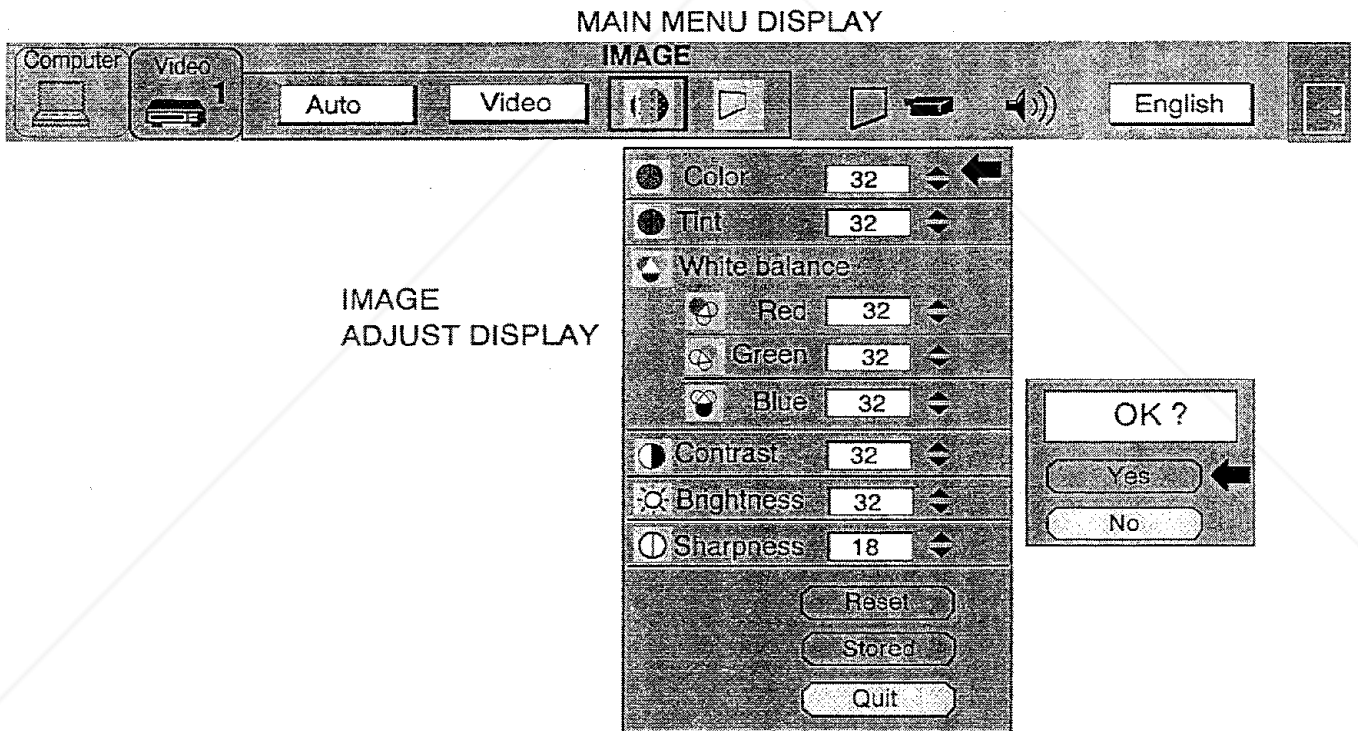 MAIN MENU DISPLAY
IMAGE
Computer
Video
1
Auto
Video
English
Color 32
Tint 32
White balance
Red 32
Green 32
Blue 32
Contrast 32
Brightness 32
Sharpness 18
Reset
Stored
Quit
IMAGE
ADJUST DISPLAY
OK ?
Yes
No